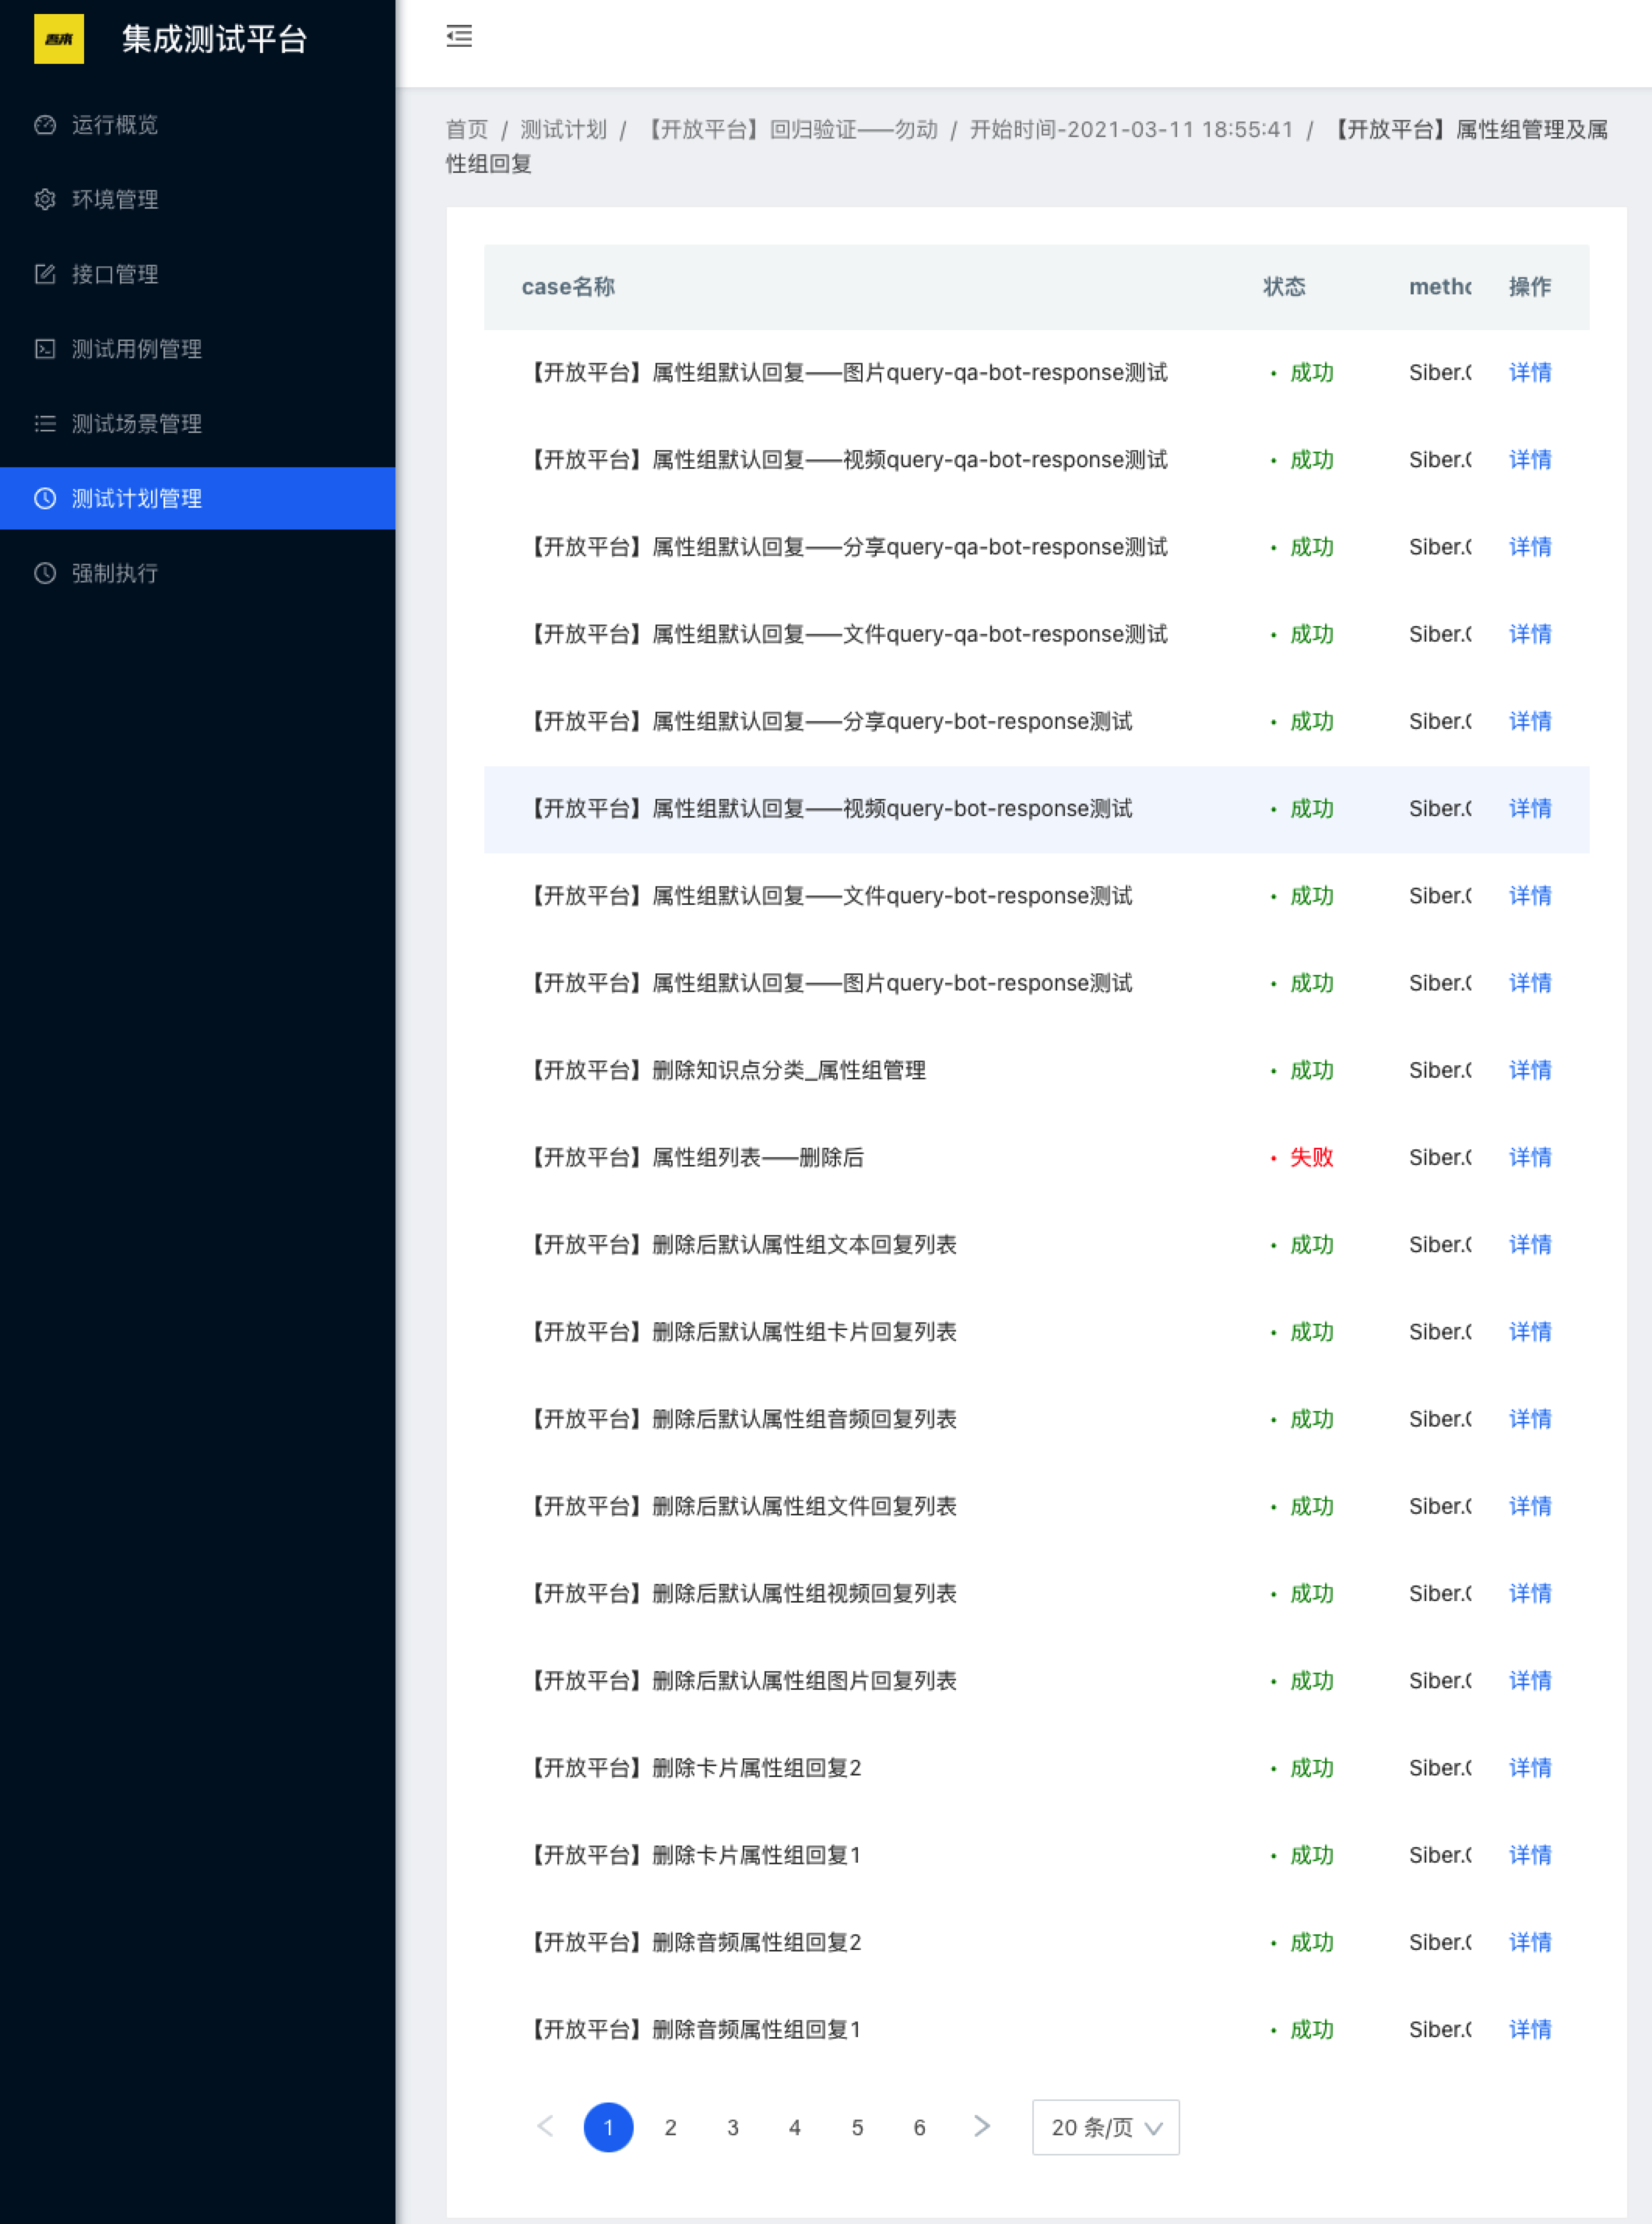 吾来
集成测试平台
运行概览
环境管理
接口管理
测试用例管理
测试场景管理
测试计划管理
强制执行
首页 / 测试计划 / 【开放平台】回归验证——勿动 / 开始时间-2021-03-11 18:55:41 / 【开放平台】属性组管理及属
性组回复
case名称 状态 metho 操作
【开放平台】属性组默认回复——图片query-qa-bot-response测试 · 成功 Siber.C 详情
【开放平台】属性组默认回复——视频query-qa-bot-response测试 · 成功 Siber.C 详情
【开放平台】属性组默认回复——分享query-qa-bot-response测试 · 成功 Siber.C 详情
【开放平台】属性组默认回复——文件query-qa-bot-response测试 · 成功 Siber.C 详情
【开放平台】属性组默认回复——分享query-bot-response测试 · 成功 Siber.C 详情
【开放平台】属性组默认回复——视频query-bot-response测试 · 成功 Siber.C 详情
【开放平台】属性组默认回复——文件query-bot-response测试 · 成功 Siber.C 详情
【开放平台】属性组默认回复——图片query-bot-response测试 · 成功 Siber.C 详情
【开放平台】删除知识点分类_属性组管理 · 成功 Siber.C 详情
【开放平台】属性组列表——删除后 · 失败 Siber.C 详情
【开放平台】删除后默认属性组文本回复列表 · 成功 Siber.C 详情
【开放平台】删除后默认属性组卡片回复列表 · 成功 Siber.C 详情
【开放平台】删除后默认属性组音频回复列表 · 成功 Siber.C 详情
【开放平台】删除后默认属性组文件回复列表 · 成功 Siber.C 详情
【开放平台】删除后默认属性组视频回复列表 · 成功 Siber.C 详情
【开放平台】删除后默认属性组图片回复列表 · 成功 Siber.C 详情
【开放平台】删除卡片属性组回复2 · 成功 Siber.C 详情
【开放平台】删除卡片属性组回复1 · 成功 Siber.C 详情
【开放平台】删除音频属性组回复2 · 成功 Siber.C 详情
【开放平台】删除音频属性组回复1 · 成功 Siber.C 详情
< 1 2 3 4 5 6 > 20 条/页